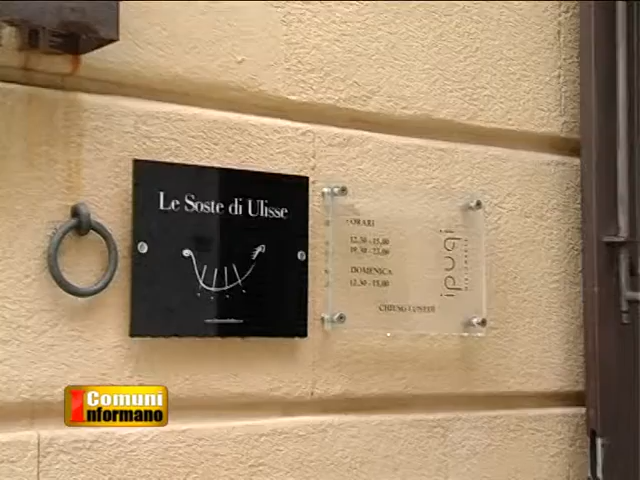 Le Soste di Ulisse
ORARI
12,30 - 15,00
19,30 - 23,00
DOMENICA
12,30 - 15,00
CHIUSO LUNEDI
ipupi
I Comuni
Informano